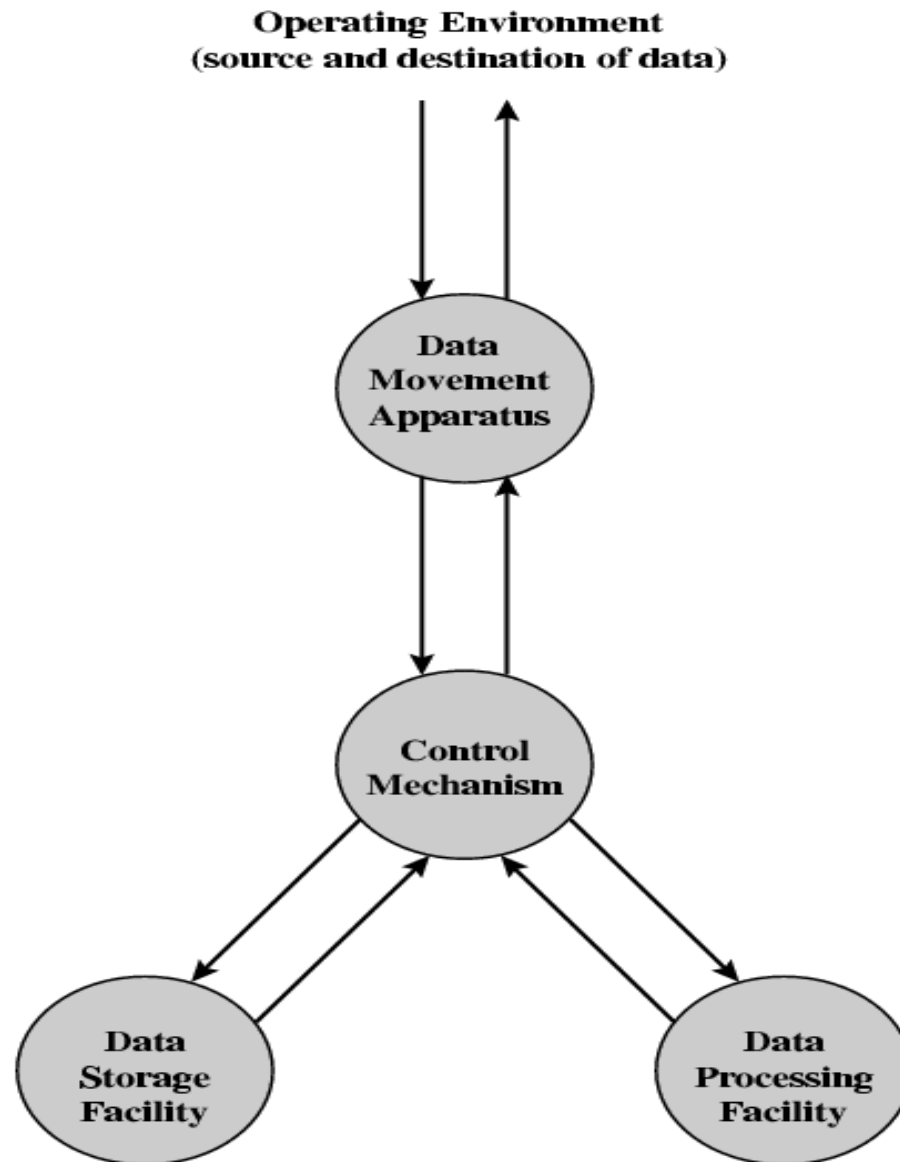 Operating Environment
(source and destination of data)
Data
Movement
Apparatus
Control
Mechanism
Data
Storage
Facility
Data
Processing
Facility